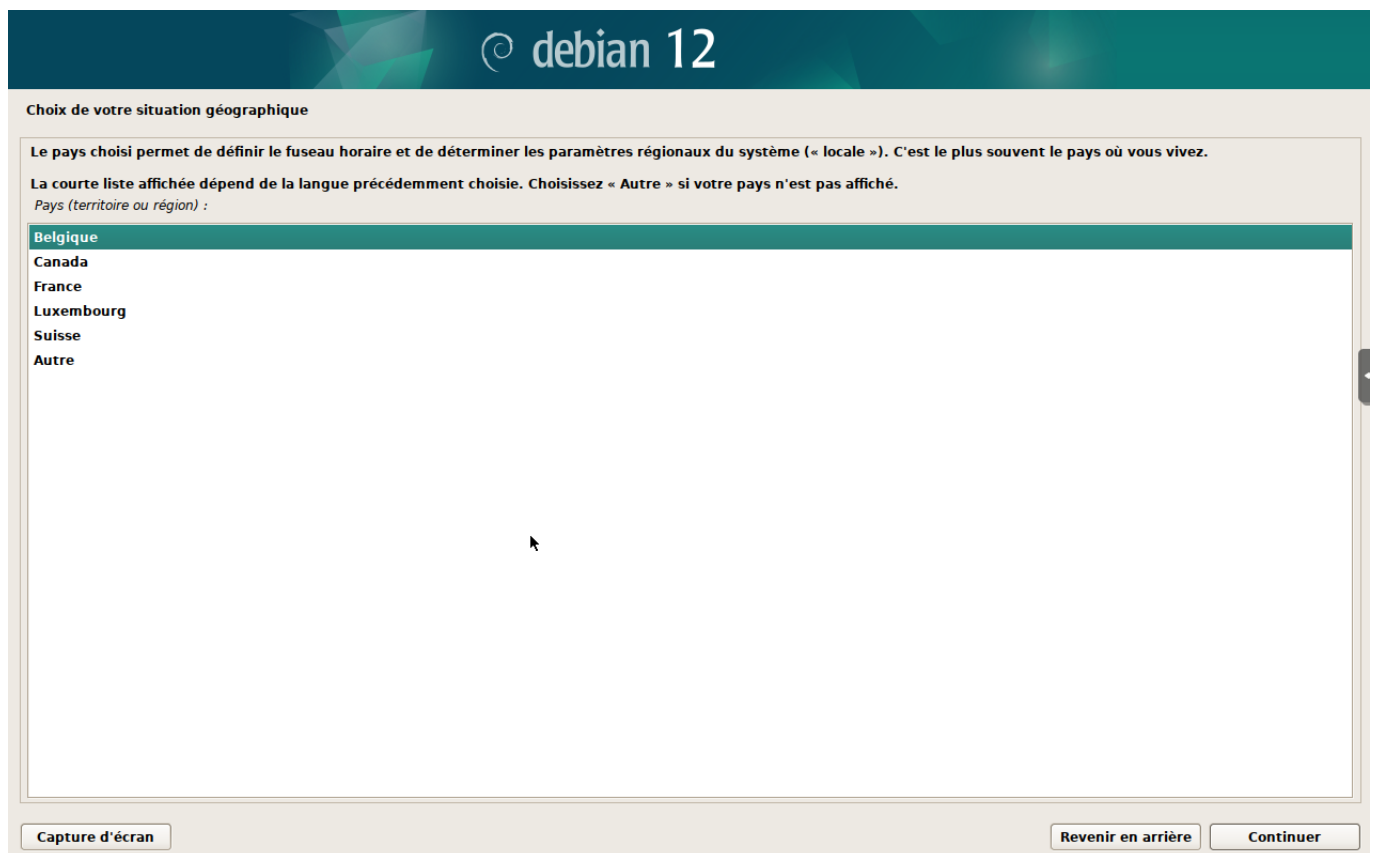 debian 12
Choix de votre situation géographique
Le pays choisi permet de définir le fuseau horaire et de déterminer les paramètres régionaux du système (« locale »). C'est le plus souvent le pays où vous vivez.
La courte liste affichée dépend de la langue précédemment choisie. Choisissez « Autre » si votre pays n'est pas affiché.
Pays (territoire ou région) :
Belgique
Canada
France
Luxembourg
Suisse
Autre
Capture d'écran
Revenir en arrière
Continuer